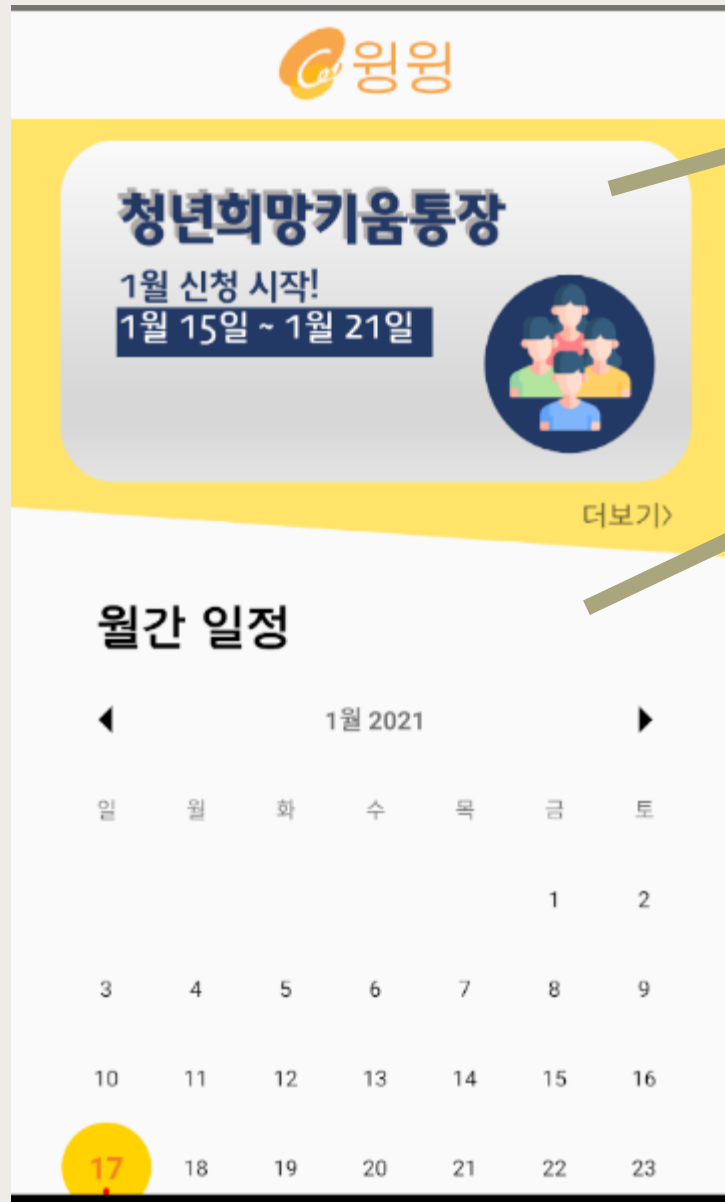 윙윙
청년희망키움통장
1월 신청 시작!
1월 15일 ~ 1월 21일
더보기>
월간 일정
1월 2021
일 월 화 수 목 금 토
1 2
3 4 5 6 7 8 9
10 11 12 13 14 15 16
17 18 19 20 21 22 23